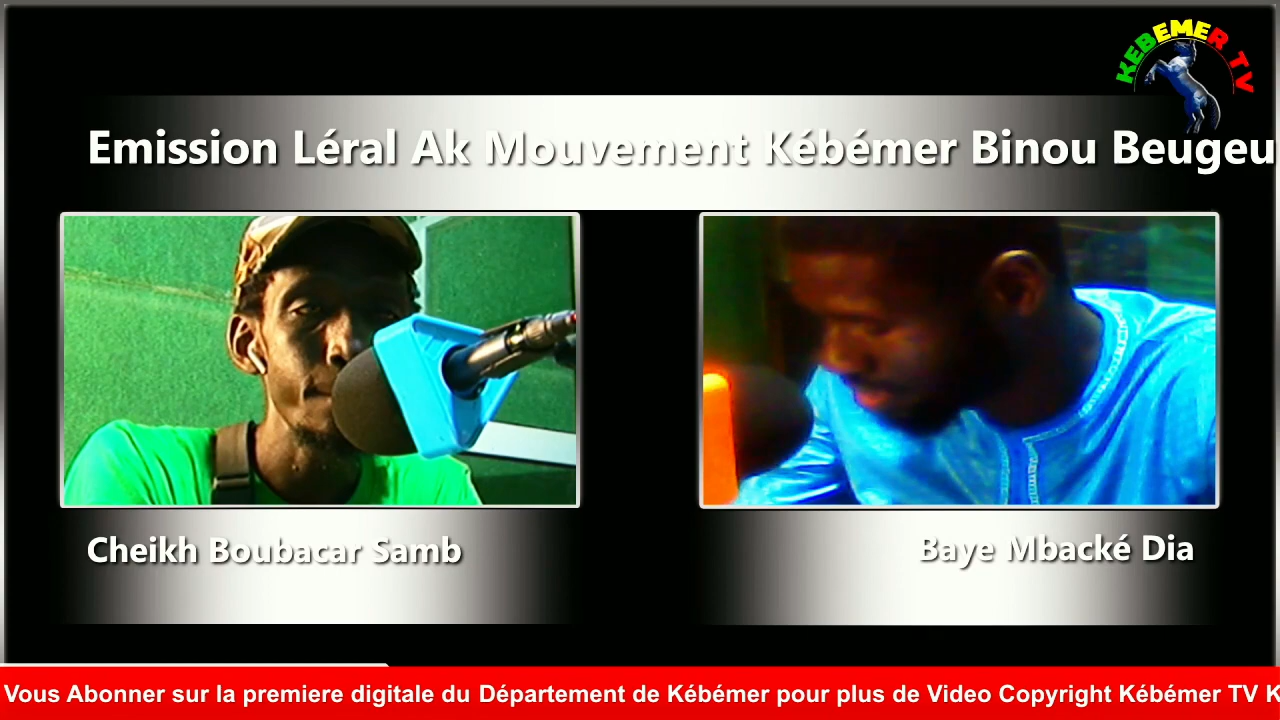 KEBEMER TV
Emission Léral Ak Mouvement Kébémer Binou Beugeu
Cheikh Boubacar Samb
Baye Mbacké Dia
Vous Abonner sur la premiere digitale du Département de Kébémer pour plus de Video Copyright Kébémer TV K